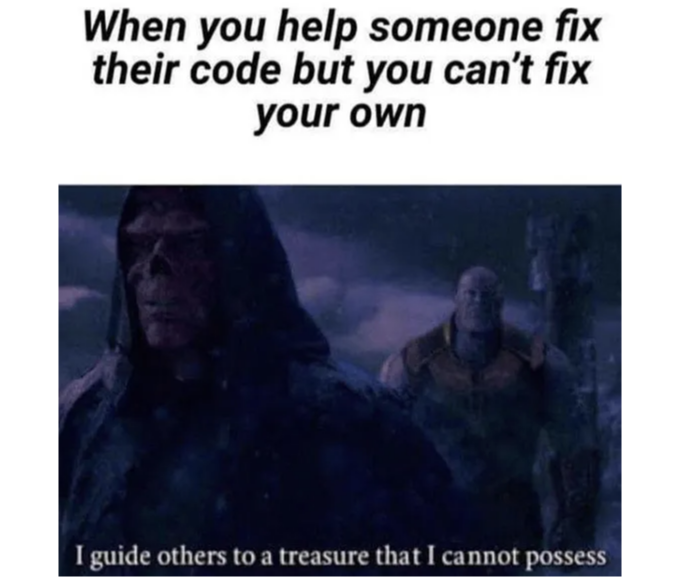 When you help someone fix
their code but you can't fix
your own
I guide others to a treasure that I cannot possess